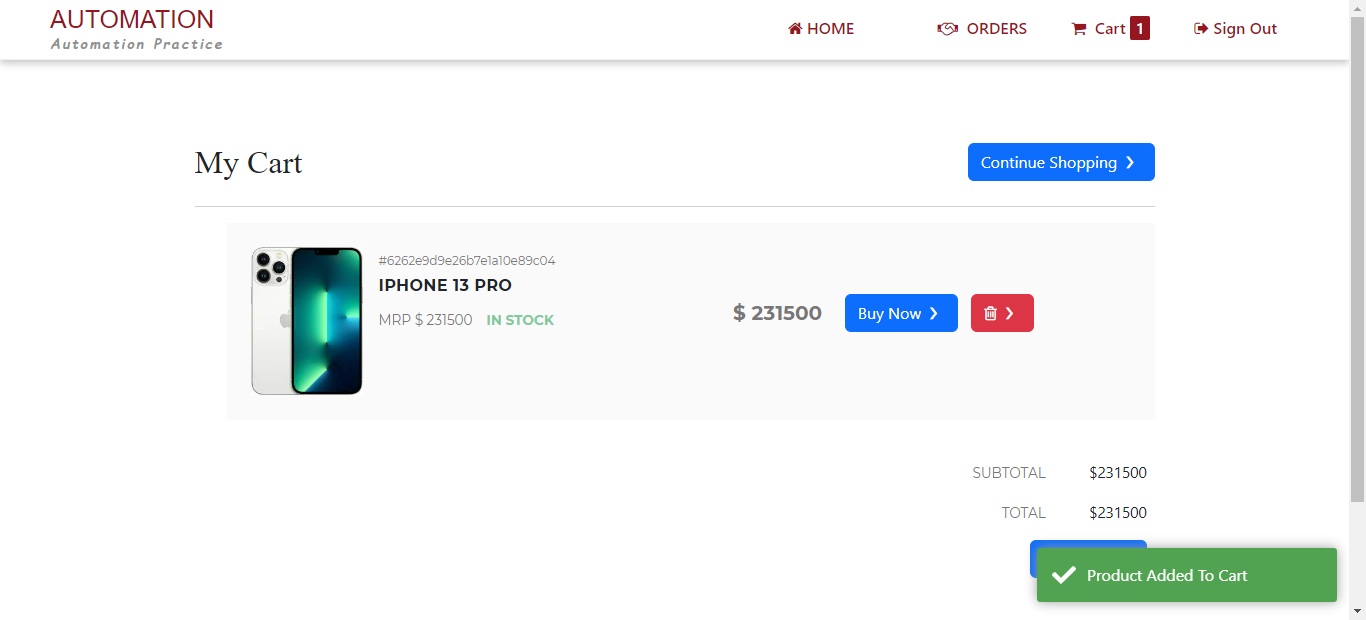 AUTOMATION
Automation Practice
HOME
ORDERS
Cart 1
Sign Out
My Cart
Continue Shopping
#6262e9d9e26b7e1a10e89c04
IPHONE 13 PRO
MRP $ 231500 IN STOCK
$ 231500
Buy Now
SUBTOTAL $231500
TOTAL $231500
Product Added To Cart